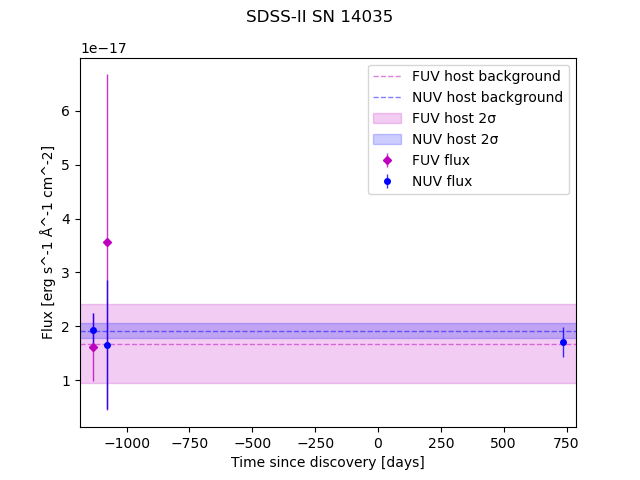 SDSS-II SN 14035
1e−17
FUV host background
NUV host background
FUV host 2σ
NUV host 2σ
FUV flux
NUV flux
Flux [erg s^-1 Å^-1 cm^-2]
6
5
4
3
2
1
−1000
−750
−500
−250
0
250
500
750
Time since discovery [days]